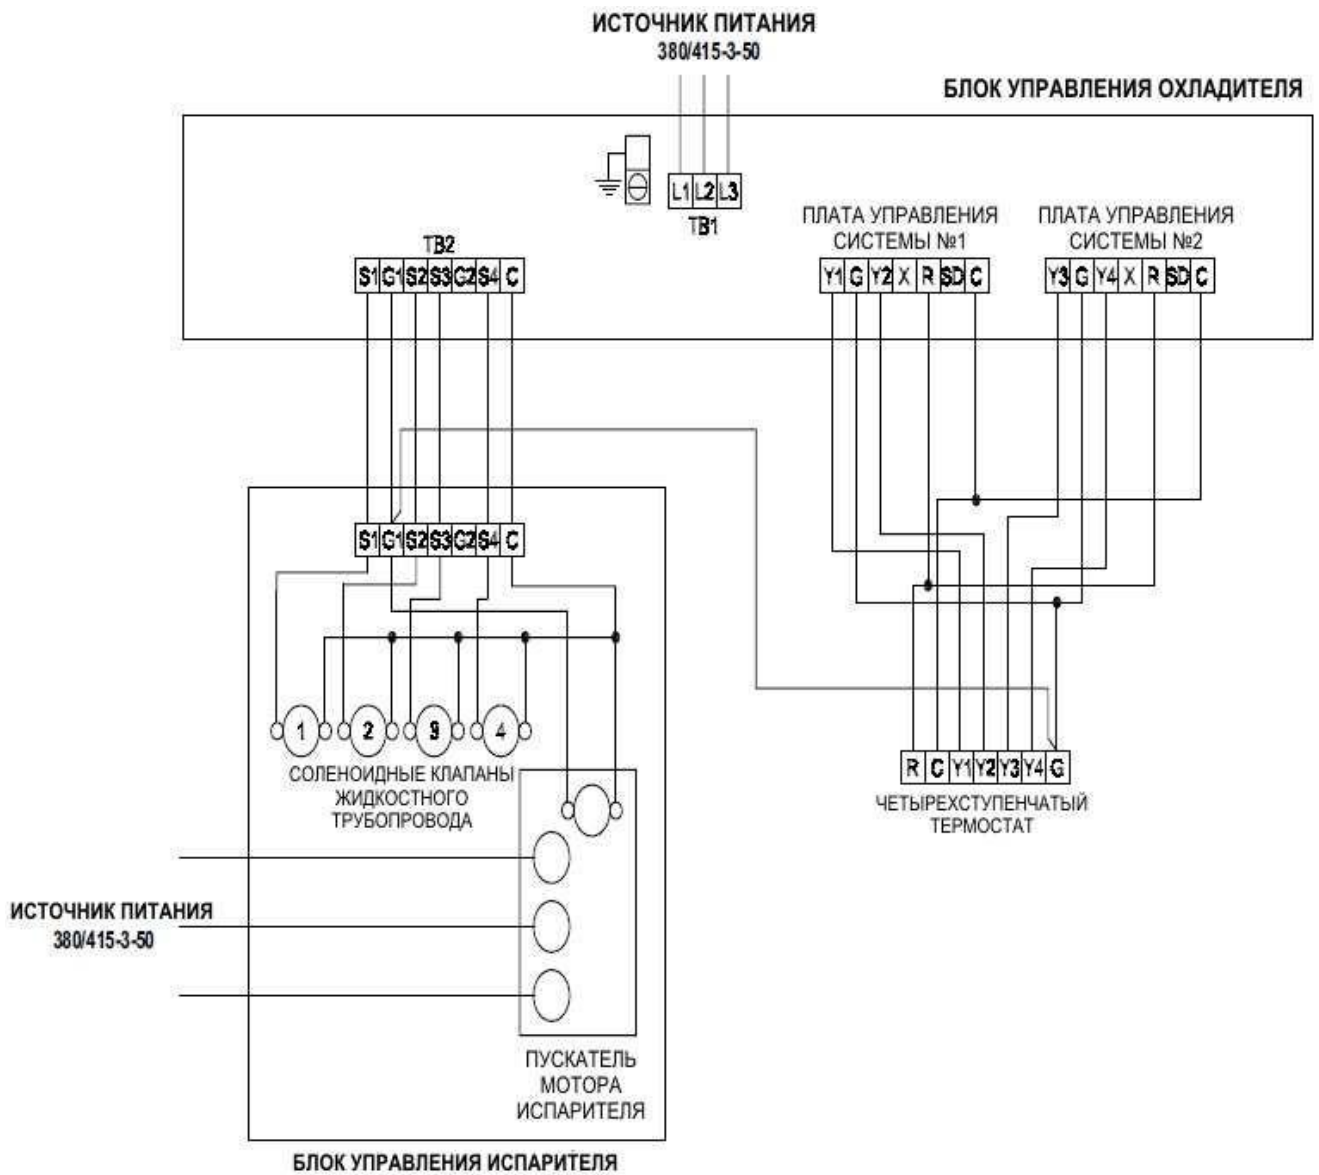 ИСТОЧНИК ПИТАНИЯ
380/415-3-50
БЛОК УПРАВЛЕНИЯ ОХЛАДИТЕЛЯ
L1 L2 L3
TB1
ПЛАТА УПРАВЛЕНИЯ
СИСТЕМЫ №1
ПЛАТА УПРАВЛЕНИЯ
СИСТЕМЫ №2
TB2
S1 G1 S2 S3 G2 S4 C
Y1 G Y2 X R SD C
Y3 G Y4 X R SD C
S1 G1 S2 S3 G2 S4 C
1 2 3 4
СОЛЕНОИДНЫЕ КЛАПАНЫ
ЖИДКОСТНОГО
ТРУБОПРОВОДА
R C Y1 Y2 Y3 Y4 G
ЧЕТЫРЕХСТУПЕНЧАТЫЙ
ТЕРМОСТАТ
ИСТОЧНИК ПИТАНИЯ
380/415-3-50
ПУСКАТЕЛЬ
МОТОРА
ИСПАРИТЕЛЯ
БЛОК УПРАВЛЕНИЯ ИСПАРИТЕЛЯ